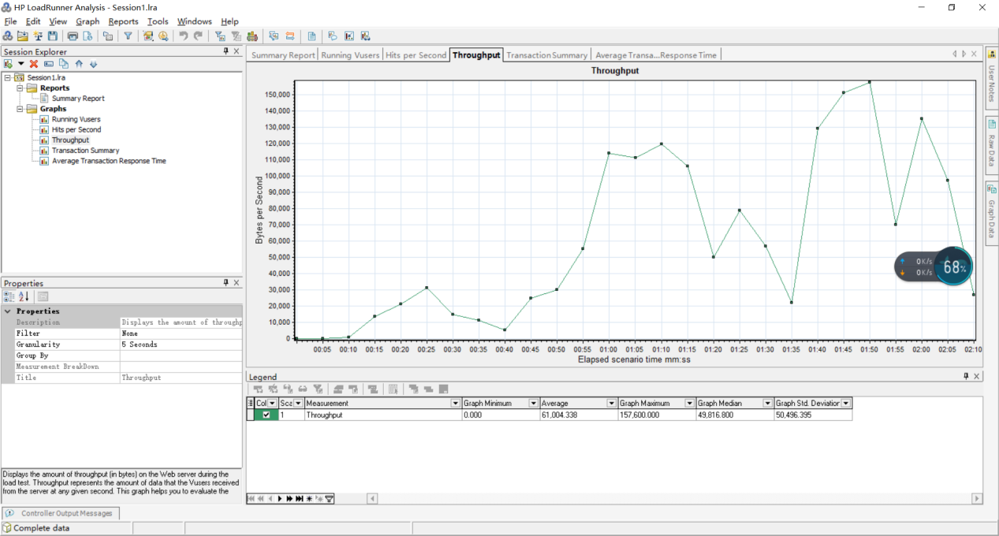 HP LoadRunner Analysis - Session1.lra
File Edit View Graph Reports Tools Windows Help
Session Explorer
Session1.lra
Reports
Summary Report
Graphs
Running Vusers
Hits per Second
Throughput
Transaction Summary
Average Transaction Response Time
Properties
Properties
Description Displays the amount of throughp
Filter None
Granularity 5 Seconds
Group By
Measurement BreakDown
Title Throughput
Displays the amount of throughput (in bytes) on the Web server during the
load test. Throughput represents the amount of data that the Vusers received
from the server at any given second. This graph helps you to evaluate the
Summary Report Running Vusers Hits per Second Throughput Transaction Summary Average Transa...Response Time
Throughput
Bytes per Second
150,000
140,000
130,000
120,000
110,000
100,000
90,000
80,000
70,000
60,000
50,000
40,000
30,000
20,000
10,000
0
00:05 00:10 00:15 00:20 00:25 00:30 00:35 00:40 00:45 00:50 00:55 01:00 01:05 01:10 01:15 01:20 01:25 01:30 01:35 01:40 01:45 01:50 01:55 02:00 02:05 02:10
Elapsed scenario time mm:ss
0K/s
0K/s
68%
User Notes
Raw Data
Graph Data
Legend
Col Sca Measurement Graph Minimum Average Graph Maximum Graph Median Graph Std. Deviation
1 Throughput 0.000 61,004.338 157,600.000 49,816.800 50,496.395
Controller Output Messages
Complete data